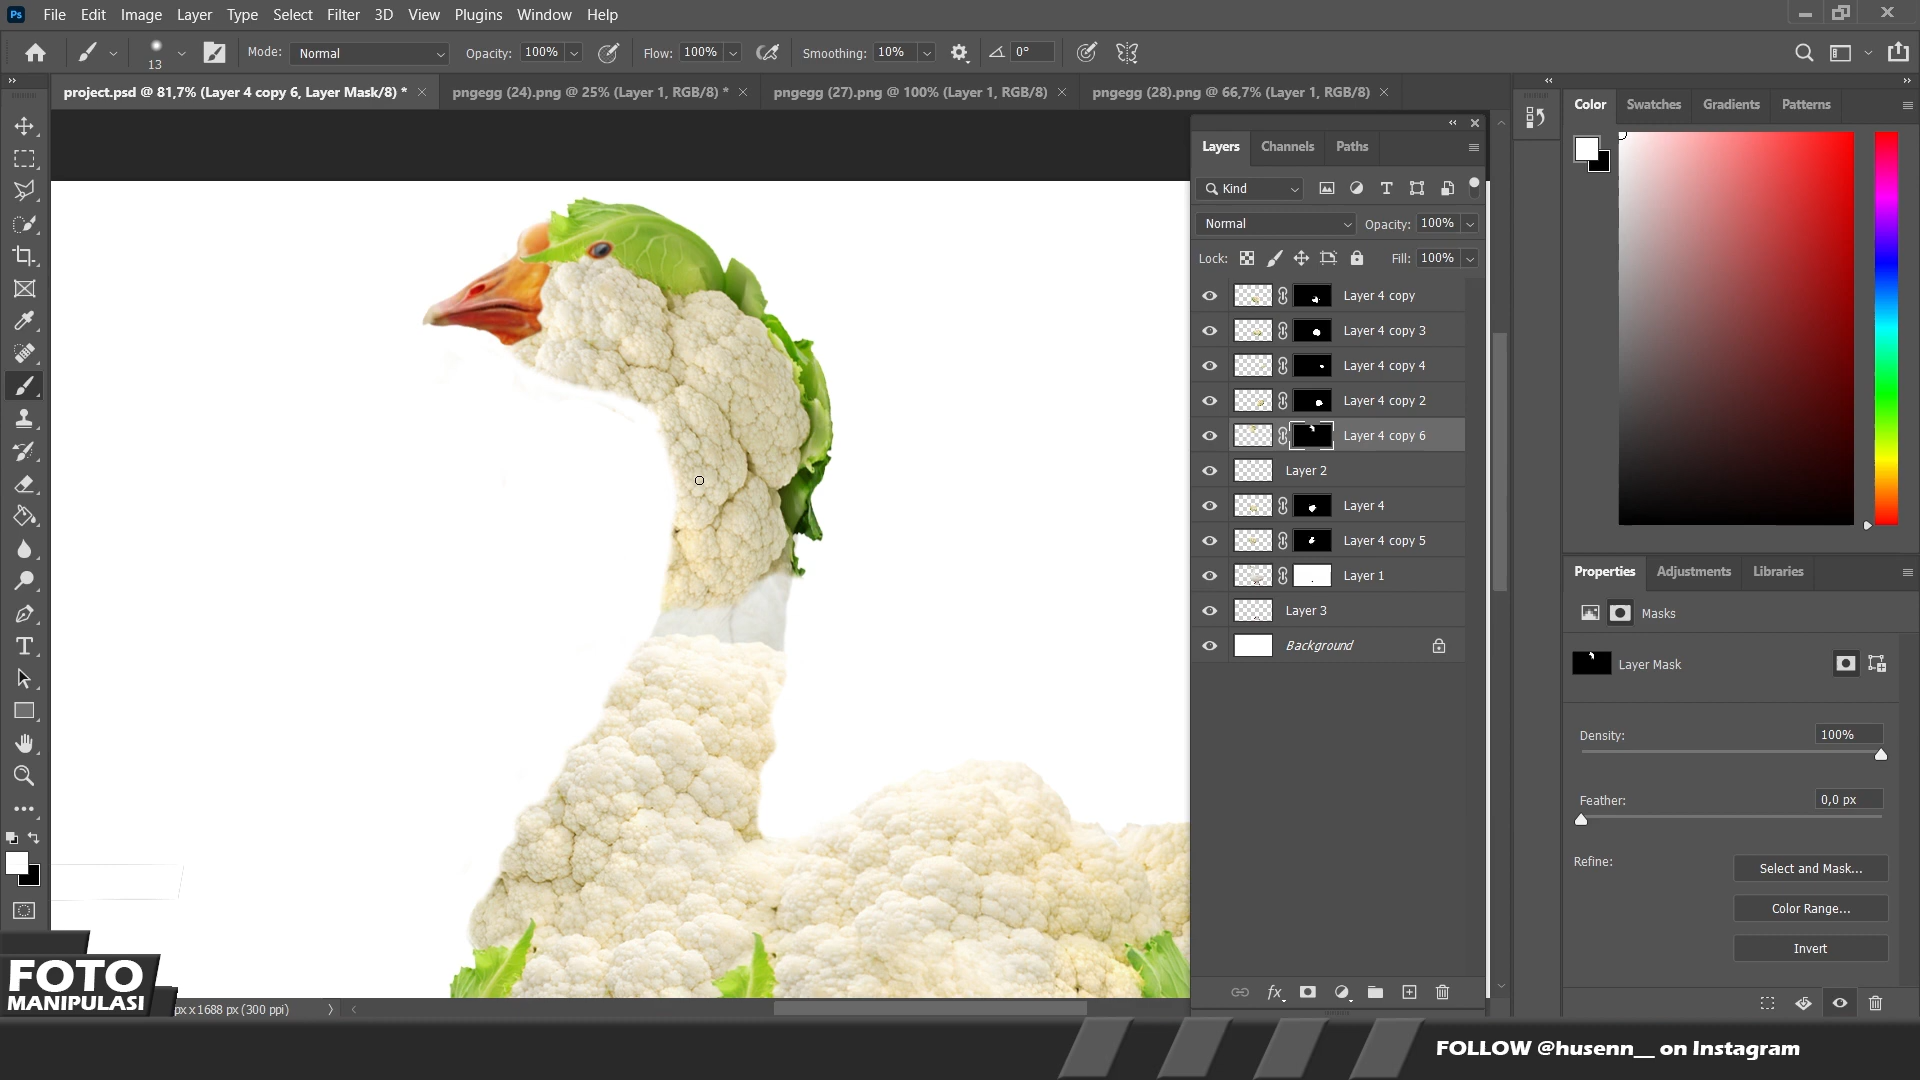 Ps File Edit Image Layer Type Select Filter 3D View Plugins Window Help
13 Mode: Normal Opacity: 100% Flow: 100% Smoothing: 10% 0°
project.psd @ 81,7% (Layer 4 copy 6, Layer Mask/8) * pngegg (24).png @ 25% (Layer 1, RGB/8) * pngegg (27).png @ 100% (Layer 1, RGB/8) pngegg (28).png @ 66,7% (Layer 1, RGB/8)
Layers Channels Paths
Kind
Normal Opacity: 100%
Lock: Fill: 100%
Layer 4 copy
Layer 4 copy 3
Layer 4 copy 4
Layer 4 copy 2
Layer 4 copy 6
Layer 2
Layer 4
Layer 4 copy 5
Layer 1
Layer 3
Background
fx
Color Swatches Gradients Patterns
Properties Adjustments Libraries
Masks
Layer Mask
Density: 100%
Feather: 0,0 px
Refine: Select and Mask...
Color Range...
Invert
px x 1688 px (300 ppi)
FOTO
MANIPULASI
FOLLOW @husenn__ on Instagram